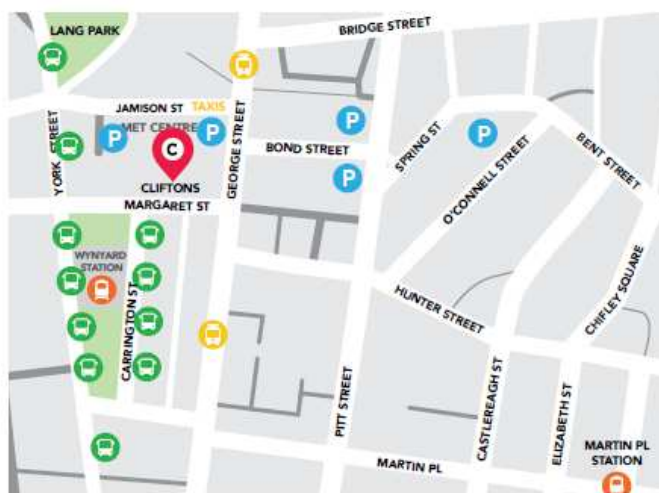 LANG PARK
BRIDGE STREET
JAMISON ST TAXIS
MET CENTRE
P
P
P
P
P
C
YORK STREET
GEORGE STREET
BOND STREET
SPRING ST
O'CONNELL STREET
BENT STREET
CLIFTONS
MARGARET ST
WYNYARD
STATION
CARRINGTON ST
HUNTER STREET
CHIFLEY SQUARE
PITT STREET
CASTLEREAGH ST
ELIZABETH ST
MARTIN PL
MARTIN PL
STATION